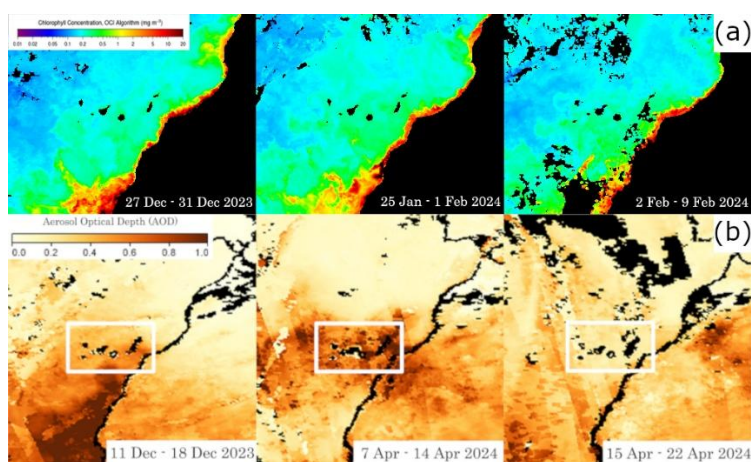 Chlorophyll Concentration, OCI Algorithm (mg m⁻³)
0.01 0.02 0.05 0.1 0.2 0.5 1 2 5 10 20
(a)
27 Dec - 31 Dec 2023
25 Jan - 1 Feb 2024
2 Feb - 9 Feb 2024
Aerosol Optical Depth (AOD)
0.0 0.2 0.4 0.6 0.8 1.0
(b)
11 Dec - 18 Dec 2023
7 Apr - 14 Apr 2024
15 Apr - 22 Apr 2024